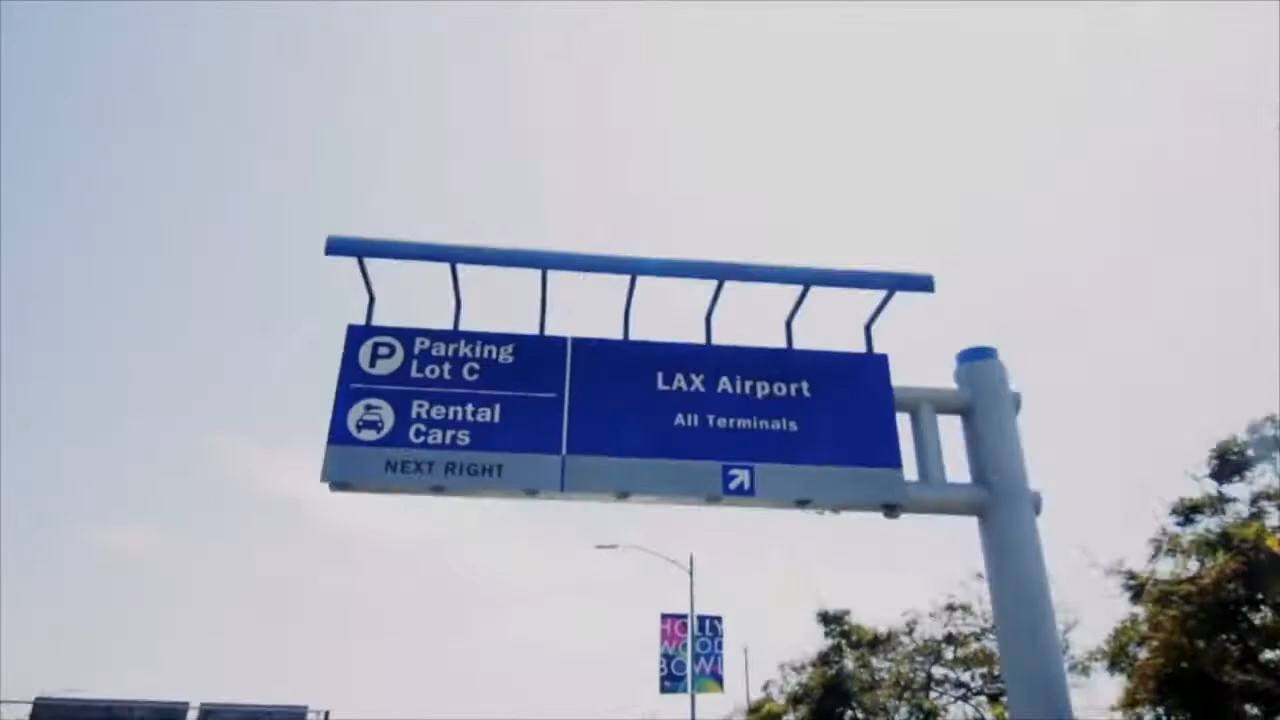 P
Parking
Lot C
Rental
Cars
NEXT RIGHT
LAX Airport
All Terminals
HOLLY
WOOD
BOWL